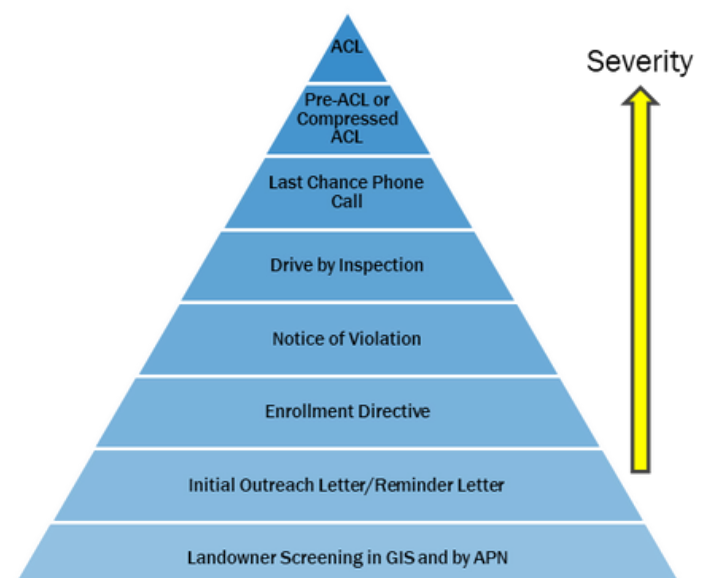 ACL
Severity
Pre-ACL or
Compressed
ACL
Last Chance Phone
Call
Drive by Inspection
Notice of Violation
Enrollment Directive
Initial Outreach Letter/Reminder Letter
Landowner Screening in GIS and by APN